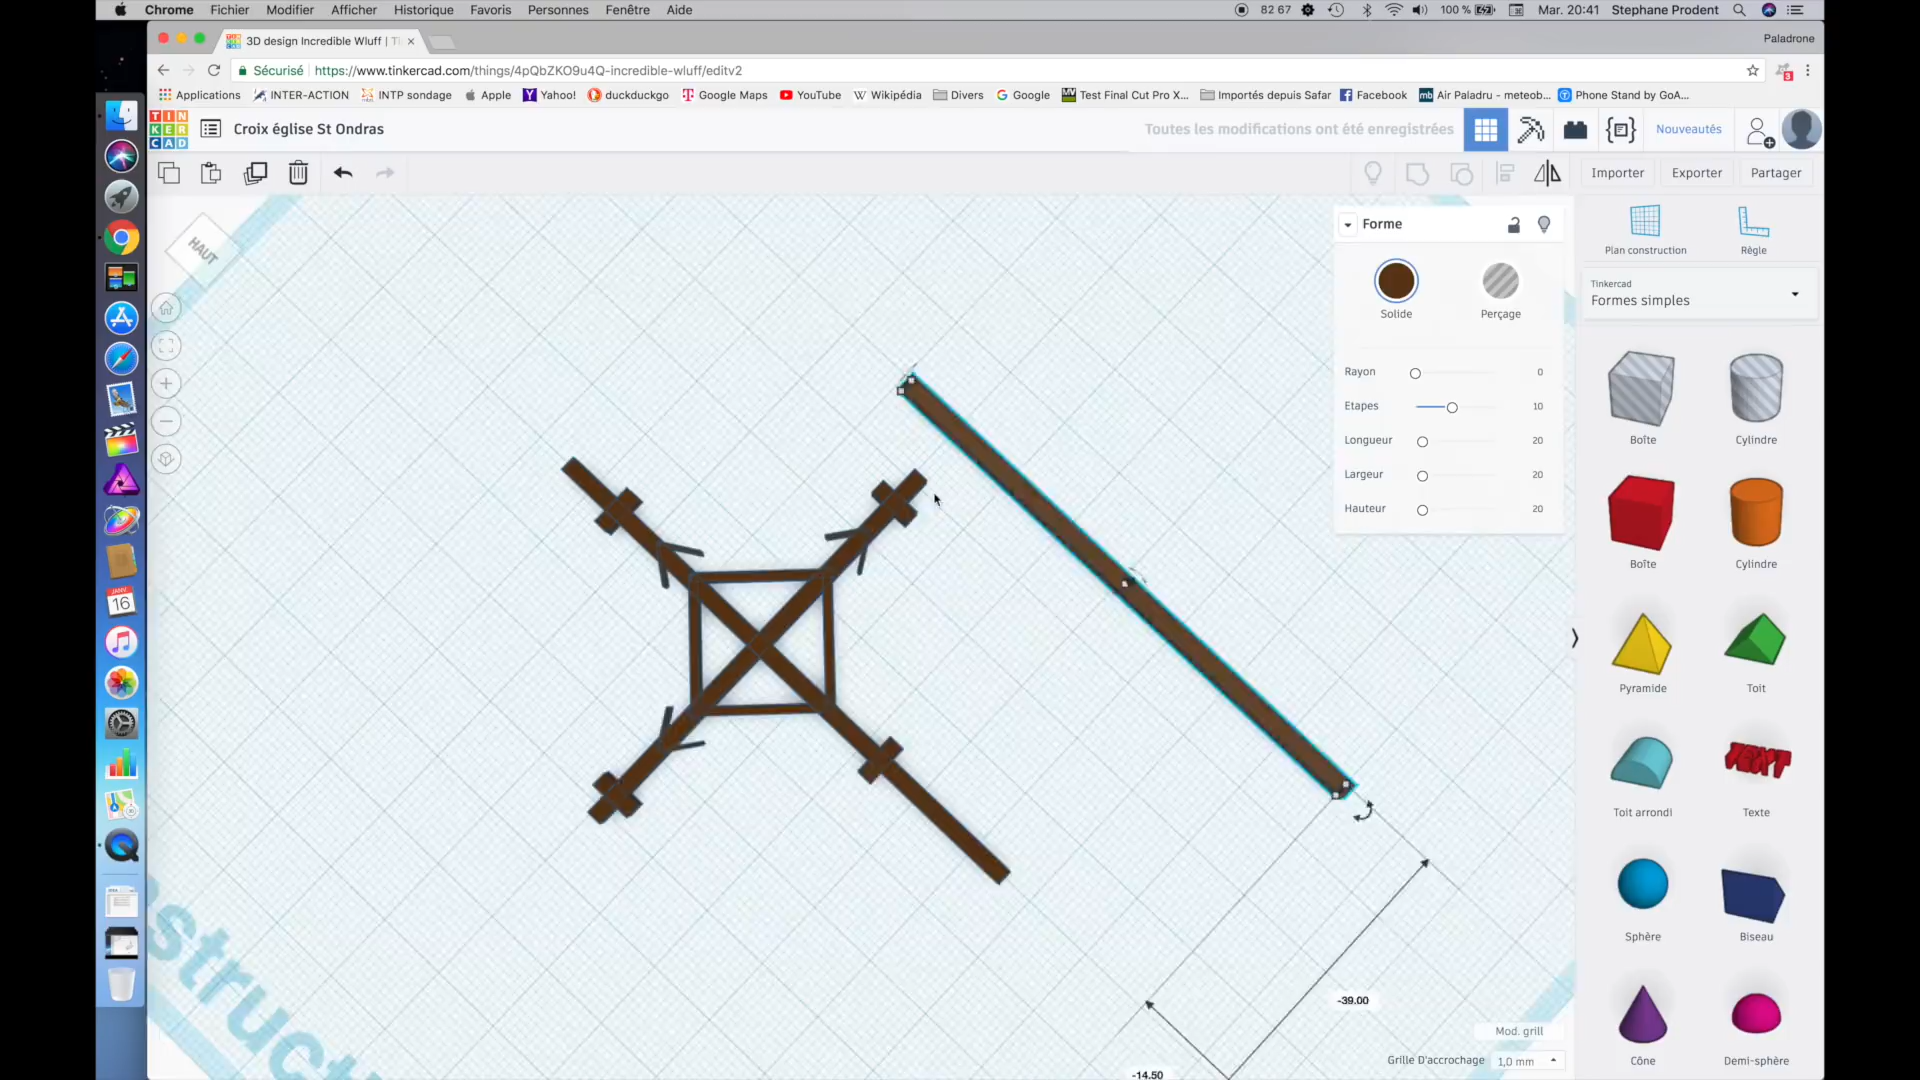 Chrome Fichier Modifier Afficher Historique Favoris Personnes Fenêtre Aide
82 67 100 % Mar. 20:41 Stephane Prodent
3D design Incredible Wluff | Ti
Paladrone
Sécurisé https://www.tinkercad.com/things/4pQbZKO9u4Q-incredible-wluff/editv2
3
Applications INTER-ACTION INTP sondage Apple Yahoo! duckduckgo Google Maps YouTube Wikipédia Divers Google Test Final Cut Pro X... Importés depuis Safar Facebook Air Paladru - meteob... Phone Stand by GoA...
TIN
KER
CAD
Croix église St Ondras
Toutes les modifications ont été enregistrées
Nouveautés
Importer Exporter Partager
HAUT
Forme
Solide Perçage
Rayon 0
Etapes 10
Longueur 20
Largeur 20
Hauteur 20
Plan construction Règle
Tinkercad
Formes simples
Boîte Cylindre
Boîte Cylindre
Pyramide Toit
Toit arrondi Texte
TEXT
Sphère Biseau
Cône Demi-sphère
JANV
16
-39.00
-14.50
Mod. grill
Grille D'accrochage 1,0 mm